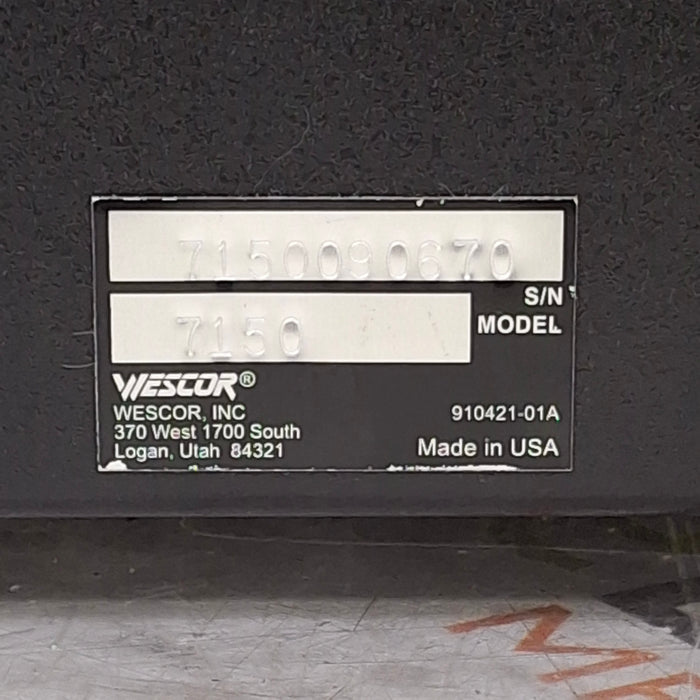 7150090670
S/N
7150
MODEL
WESCOR®
WESCOR, INC
370 West 1700 South
Logan, Utah 84321
910421-01A
Made in USA